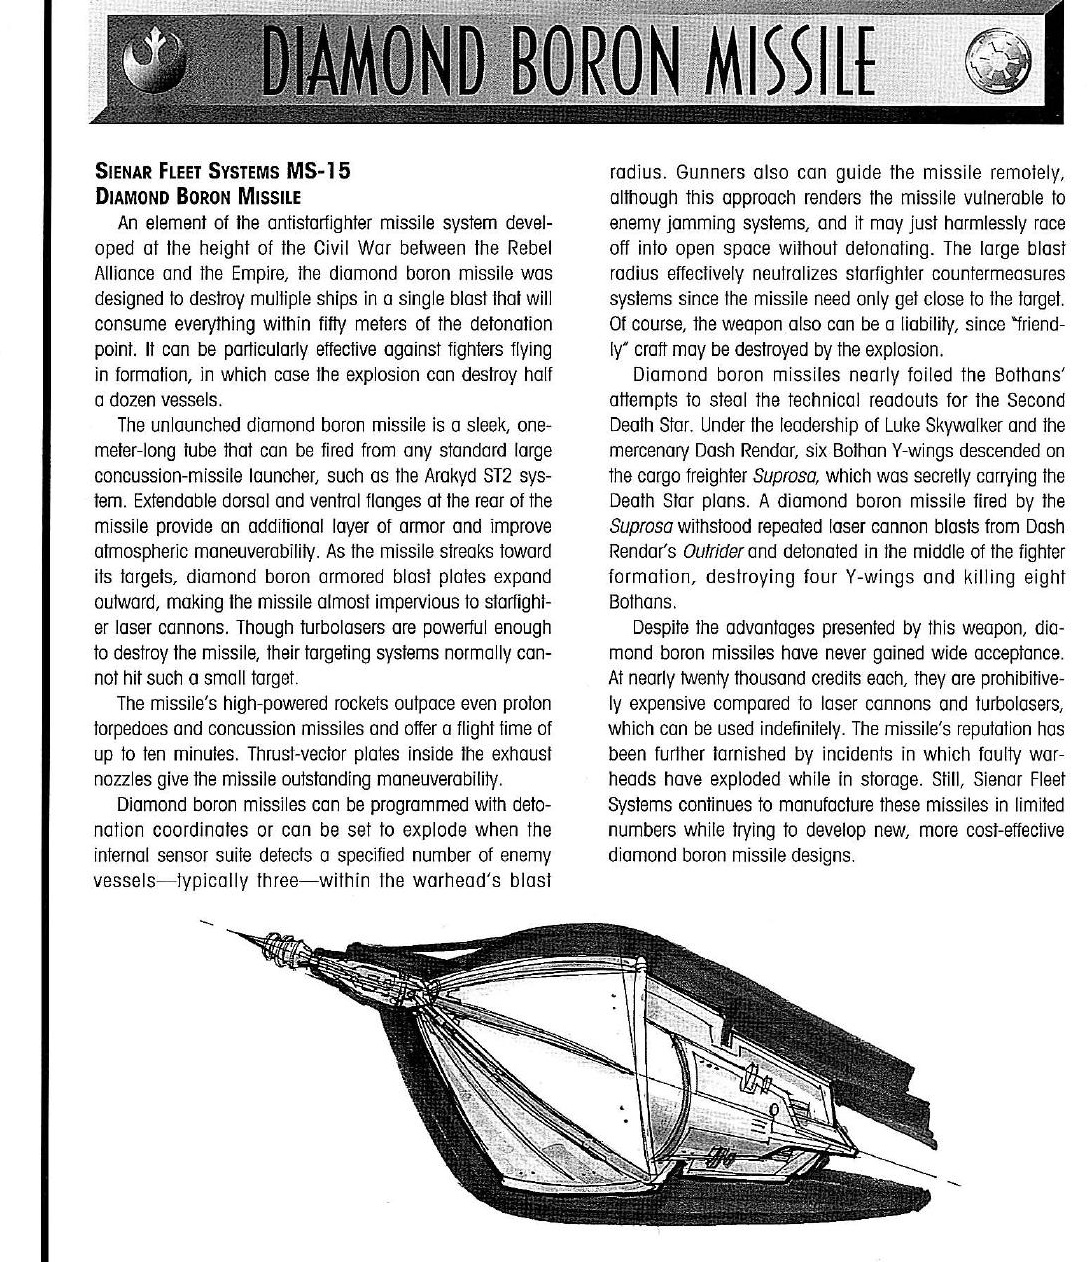 DIAMOND BORON MISSILE
SIENAR FLEET SYSTEMS MS-15
DIAMOND BORON MISSILE
An element of the antistarfighter missile system devel-
oped at the height of the Civil War between the Rebel
Alliance and the Empire, the diamond boron missile was
designed to destroy multiple ships in a single blast that will
consume everything within fifty meters of the detonation
point. It can be particularly effective against fighters flying
in formation, in which case the explosion can destroy half
a dozen vessels.
The unlaunched diamond boron missile is a sleek, one-
meter-long tube that can be fired from any standard large
concussion-missile launcher, such as the Arakyd ST2 sys-
tem. Extendable dorsal and ventral flanges at the rear of the
missile provide an additional layer of armor and improve
atmospheric maneuverability. As the missile streaks toward
its targets, diamond boron armored blast plates expand
outward, making the missile almost impervious to starfight-
er laser cannons. Though turbolasers are powerful enough
to destroy the missile, their targeting systems normally can-
not hit such a small target.
The missile's high-powered rockets outpace even proton
torpedoes and concussion missiles and offer a flight time of
up to ten minutes. Thrust-vector plates inside the exhaust
nozzles give the missile outstanding maneuverability.
Diamond boron missiles can be programmed with deto-
nation coordinates or can be set to explode when the
internal sensor suite detects a specified number of enemy
vessels—typically three—within the warhead's blast
radius. Gunners also can guide the missile remotely,
although this approach renders the missile vulnerable to
enemy jamming systems, and it may just harmlessly race
off into open space without detonating. The large blast
radius effectively neutralizes starfighter countermeasures
systems since the missile need only get close to the target.
Of course, the weapon also can be a liability, since "friend-
ly" craft may be destroyed by the explosion.
Diamond boron missiles nearly foiled the Bothans'
attempts to steal the technical readouts for the Second
Death Star. Under the leadership of Luke Skywalker and the
mercenary Dash Rendar, six Bothan Y-wings descended on
the cargo freighter Suprosa, which was secretly carrying the
Death Star plans. A diamond boron missile fired by the
Suprosa withstood repeated laser cannon blasts from Dash
Rendar's Outrider and detonated in the middle of the fighter
formation, destroying four Y-wings and killing eight
Bothans.
Despite the advantages presented by this weapon, dia-
mond boron missiles have never gained wide acceptance.
At nearly twenty thousand credits each, they are prohibitive-
ly expensive compared to laser cannons and turbolasers,
which can be used indefinitely. The missile's reputation has
been further tarnished by incidents in which faulty war-
heads have exploded while in storage. Still, Sienar Fleet
Systems continues to manufacture these missiles in limited
numbers while trying to develop new, more cost-effective
diamond boron missile designs.